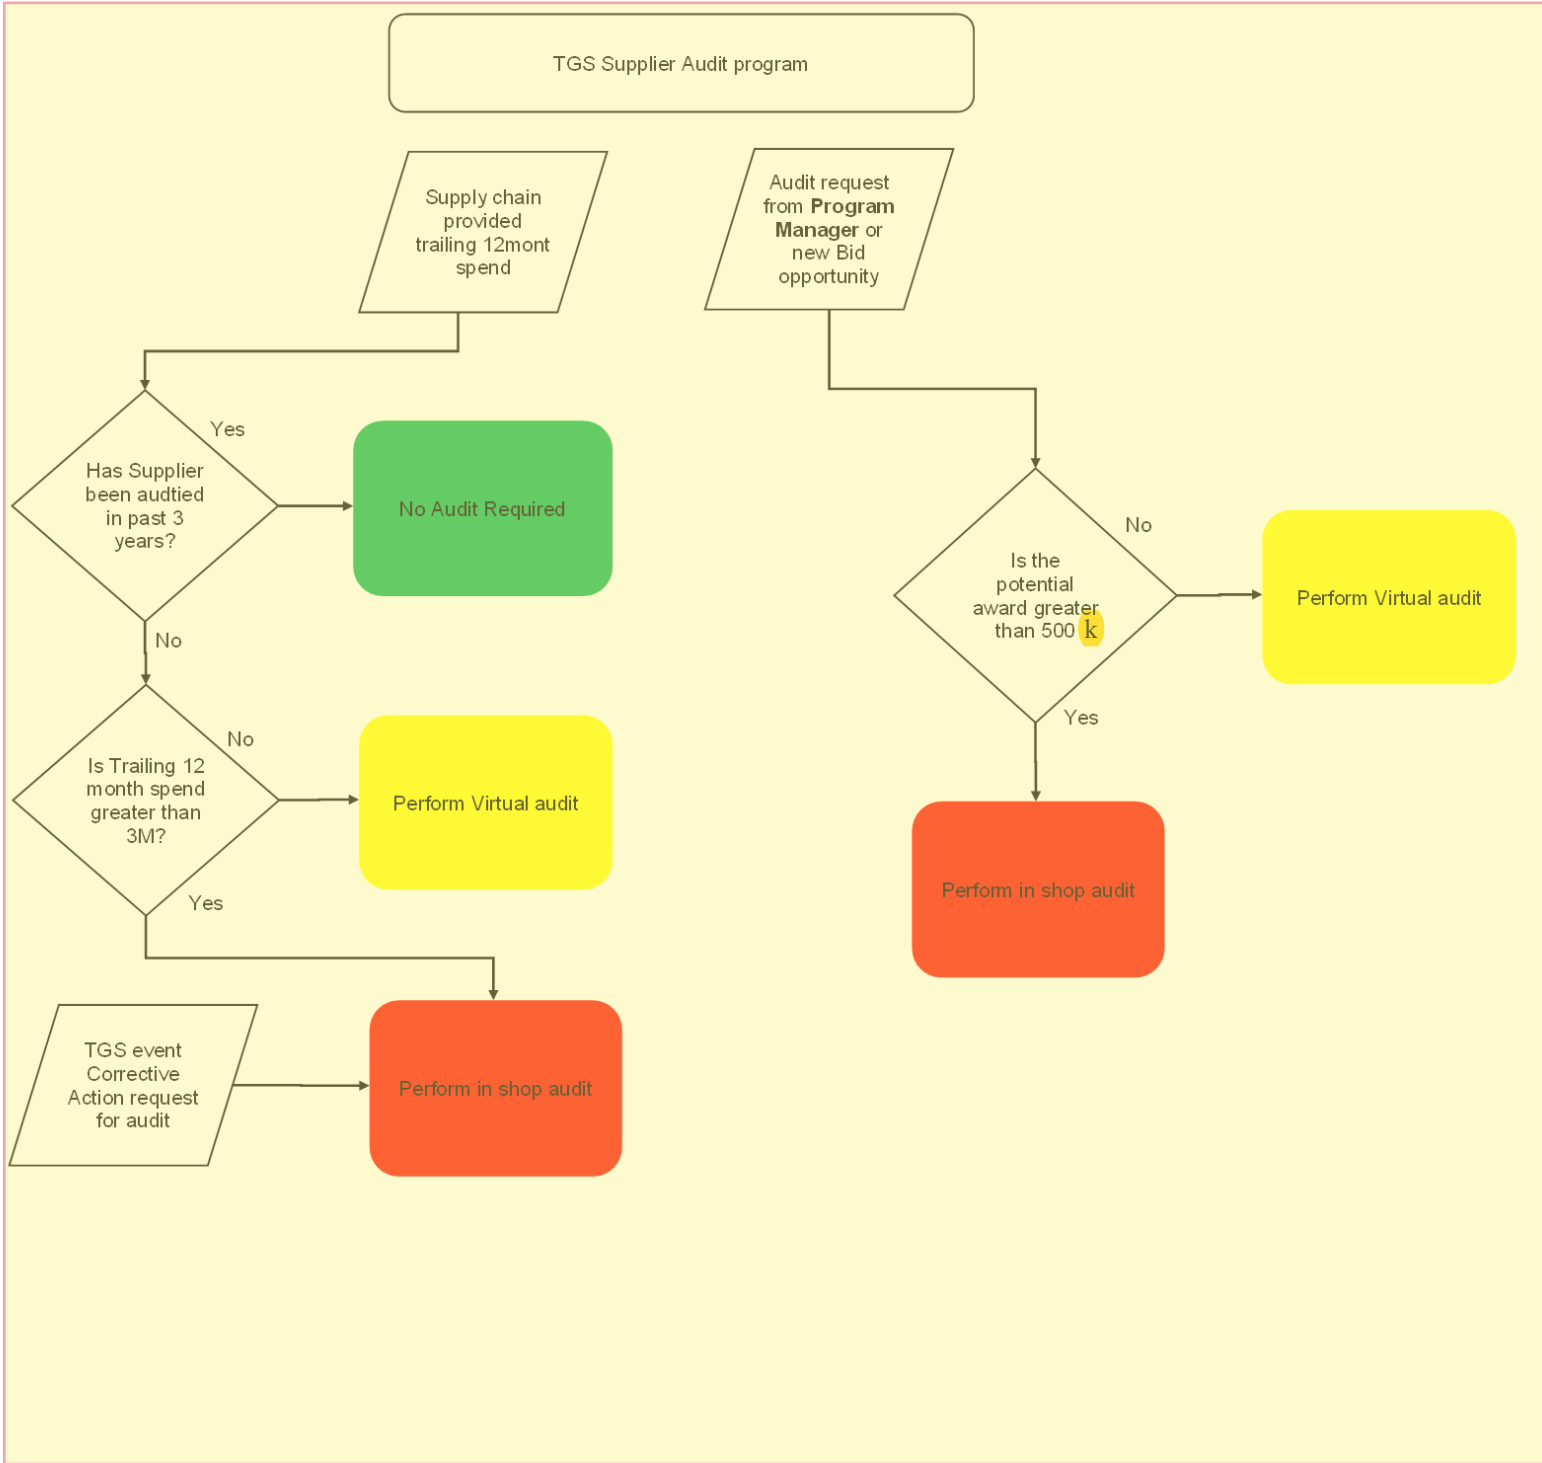 TGS Supplier Audit program
Supply chain
provided
trailing 12mont
spend
Audit request
from Program
Manager or
new Bid
opportunity
Yes
Has Supplier
been audtied
in past 3
years?
No Audit Required
No
Is the
potential
award greater
than 500 k
Perform Virtual audit
No
Yes
No
Is Trailing 12
month spend
greater than
3M?
Perform Virtual audit
Yes
Perform in shop audit
TGS event
Corrective
Action request
for audit
Perform in shop audit